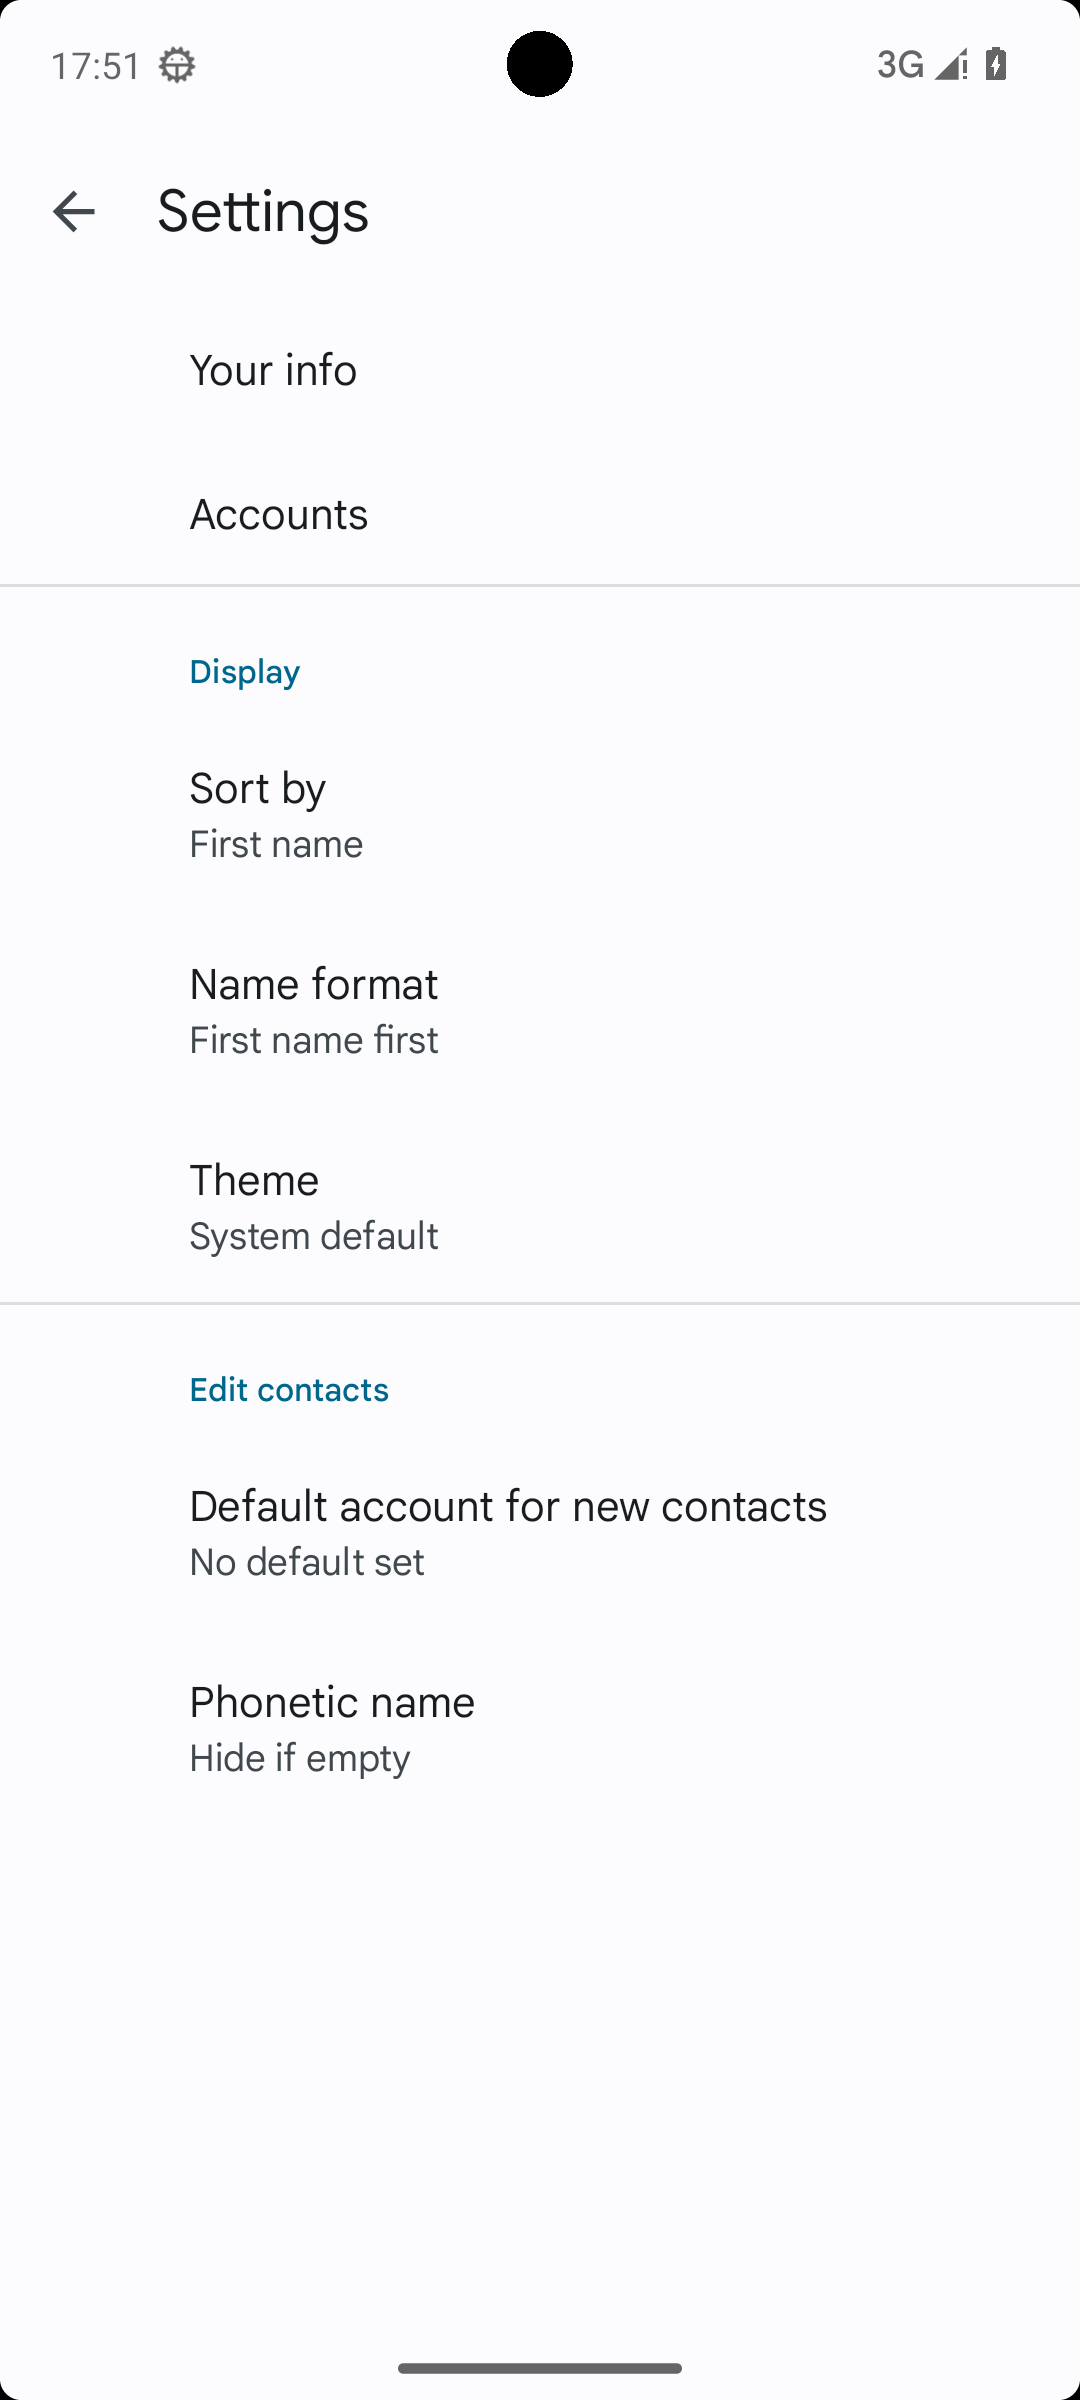 17:51
3G
Settings
Your info
Accounts
Display
Sort by
First name
Name format
First name first
Theme
System default
Edit contacts
Default account for new contacts
No default set
Phonetic name
Hide if empty